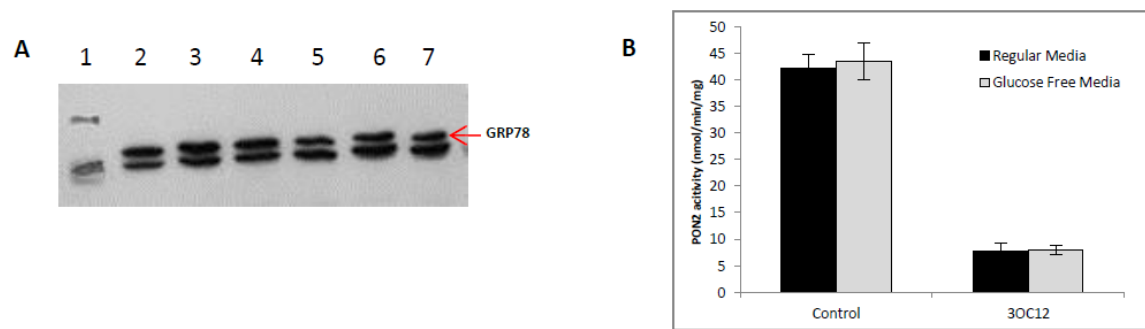 A
1 2 3 4 5 6 7
GRP78
B
PON2 acitivity (nmol/min/mg)
50
45
40
35
30
25
20
15
10
5
0
Regular Media
Glucose Free Media
Control 3OC12